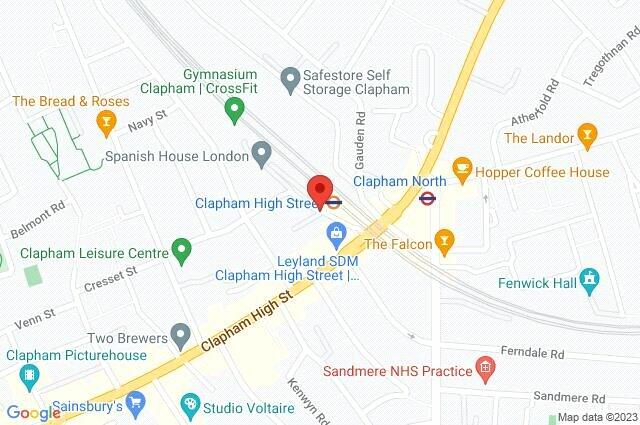 Tregothnan Rd
Gymnasium
Clapham | CrossFit
Safestore Self
Storage Clapham
The Bread & Roses
Navy St
Gauden Rd
Atherfold Rd
The Landor
Spanish House London
Hopper Coffee House
Clapham North
Clapham High Street
Belmont Rd
Clapham Leisure Centre
The Falcon
Leyland SDM
Clapham High Street |...
Cresset St
Fenwick Hall
Venn St
Clapham High St
Two Brewers
Clapham Picturehouse
Ferndale Rd
Sandmere NHS Practice
Kenwyn Rd
Sandmere Rd
Google
Sainsbury's
Studio Voltaire
Map data ©2023